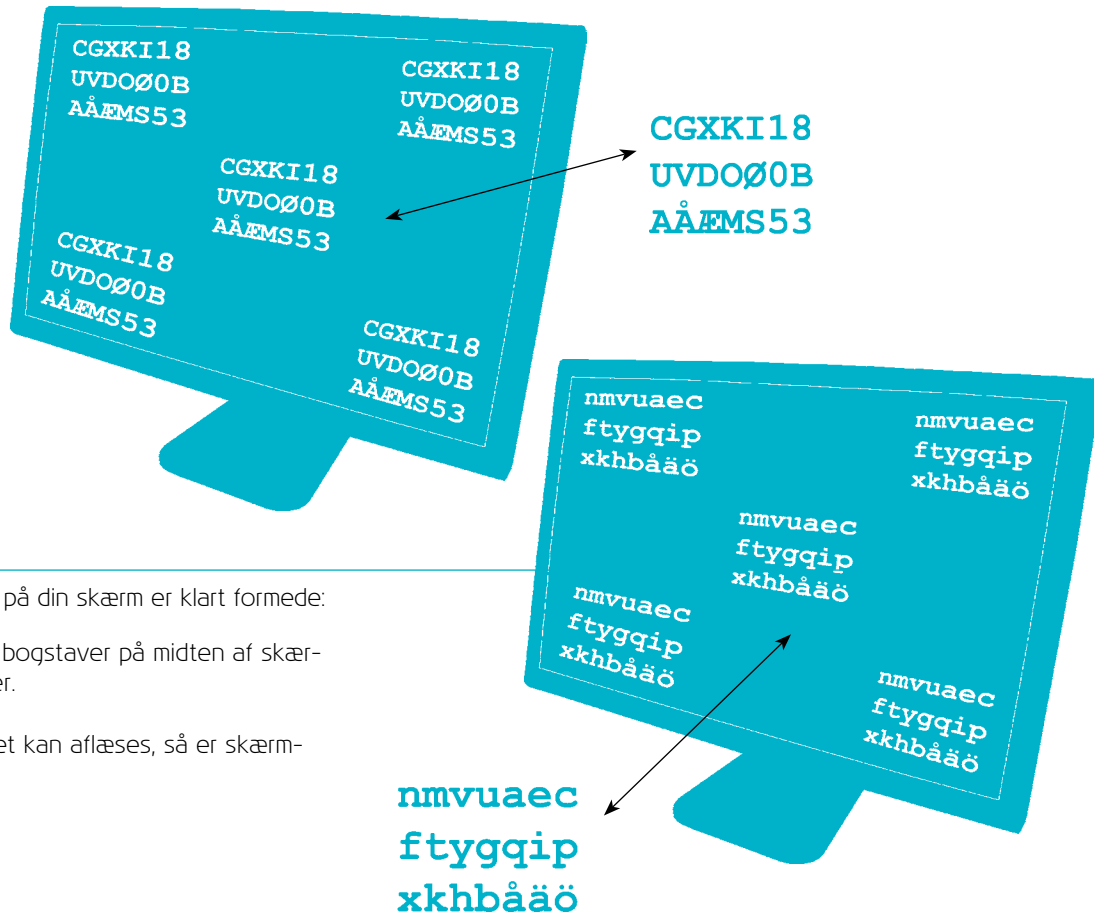 CGXKI18
UVDOØ0B
AÅÆMS53
CGXKI18
UVDOØ0B
AÅÆMS53
CGXKI18
UVDOØ0B
AÅÆMS53
CGXKI18
UVDOØ0B
AÅÆMS53
CGXKI18
UVDOØ0B
AÅÆMS53
CGXKI18
UVDOØ0B
AÅÆMS53
nmvuaec
ftygqip
xkhbåäö
nmvuaec
ftygqip
xkhbåäö
nmvuaec
ftygqip
xkhbåäö
nmvuaec
ftygqip
xkhbåäö
nmvuaec
ftygqip
xkhbåäö
på din skærm er klart formede:
bogstaver på midten af skær-
er.
et kan aflæses, så er skærm-
nmvuaec
ftygqip
xkhbåäö